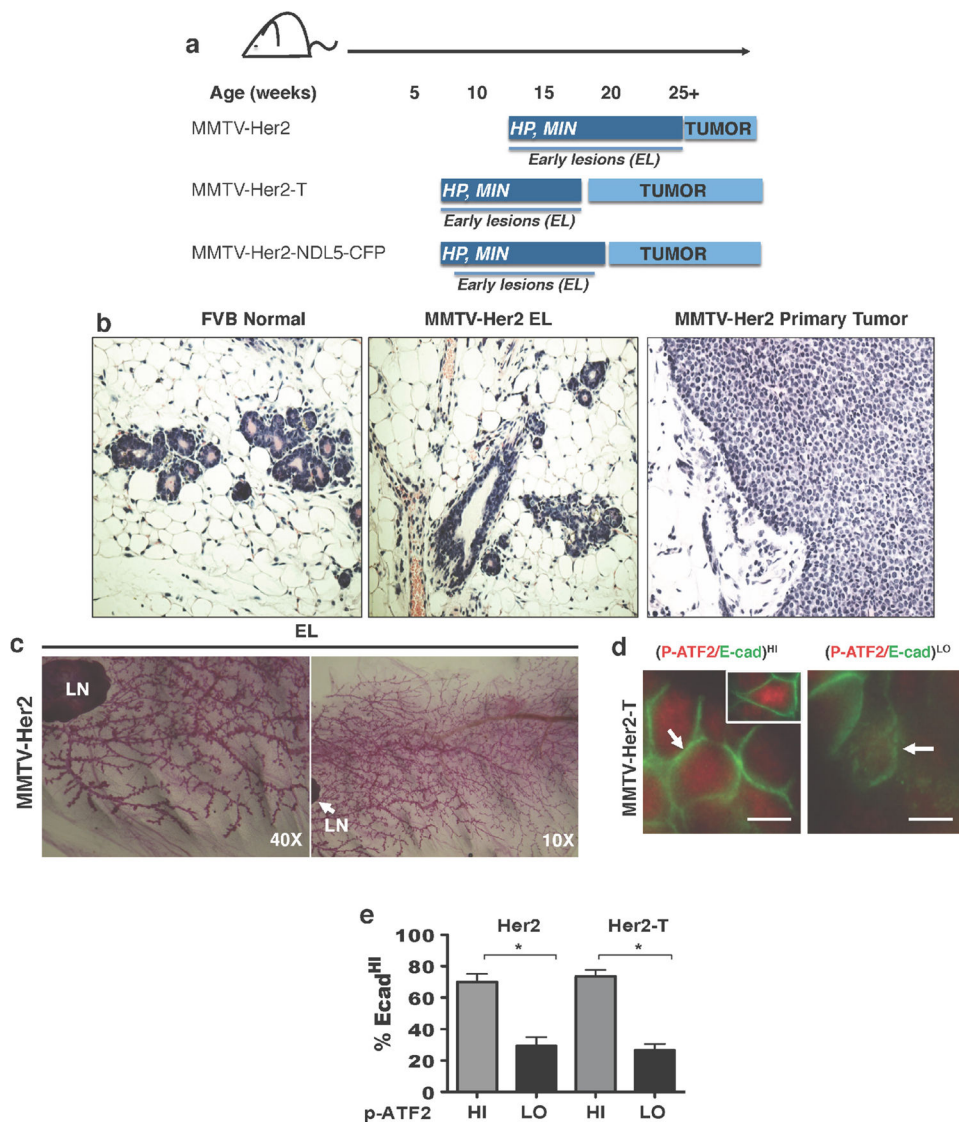 a
Age (weeks) 5 10 15 20 25+
MMTV-Her2 HP, MIN TUMOR
Early lesions (EL)
MMTV-Her2-T HP, MIN TUMOR
Early lesions (EL)
MMTV-Her2-NDL5-CFP HP, MIN TUMOR
Early lesions (EL)
b
FVB Normal MMTV-Her2 EL MMTV-Her2 Primary Tumor
c
EL
MMTV-Her2
LN
40X
LN
10X
d
(P-ATF2/E-cad)HI (P-ATF2/E-cad)LO
MMTV-Her2-T
e
Her2 Her2-T
* *
% EcadHI
100
80
60
40
20
0
p-ATF2 HI LO HI LO